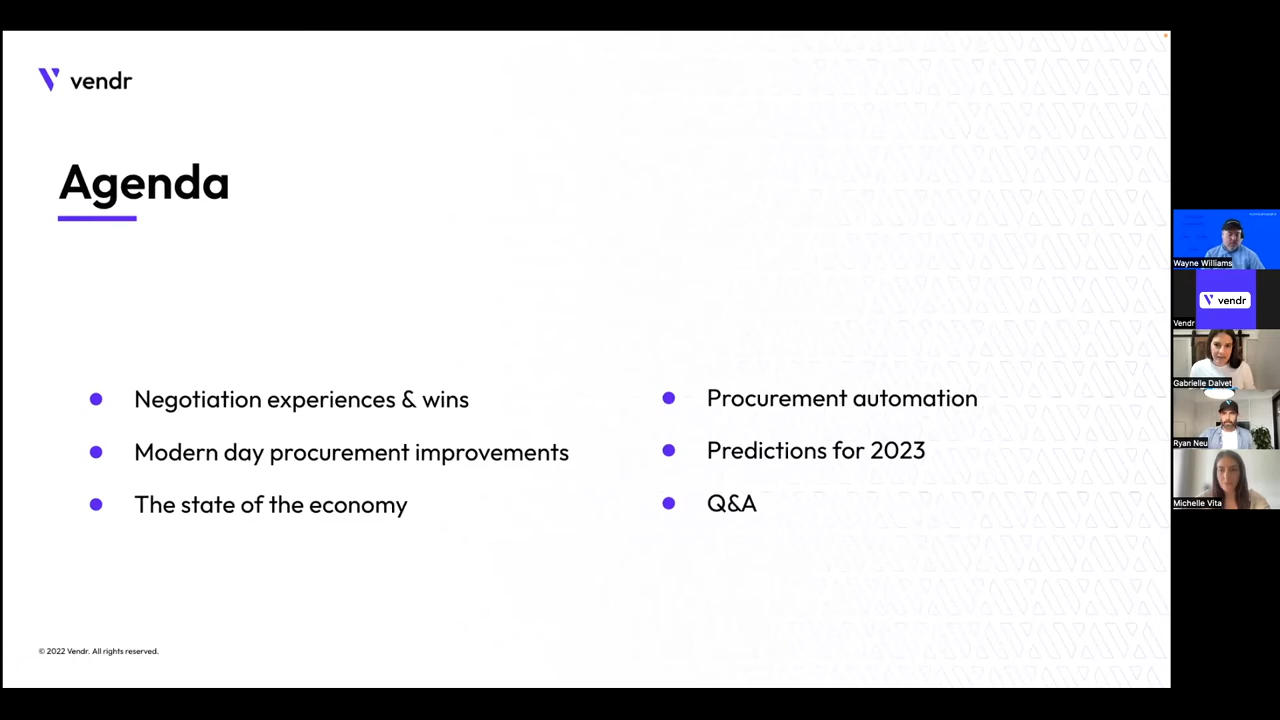 vendr
Agenda
Negotiation experiences & wins
Modern day procurement improvements
The state of the economy
Procurement automation
Predictions for 2023
Q&A
© 2022 Vendr. All rights reserved.
Wayne Williams
vendr
Vendr
Gabrielle Dalvet
Ryan Neu
Michelle Vita